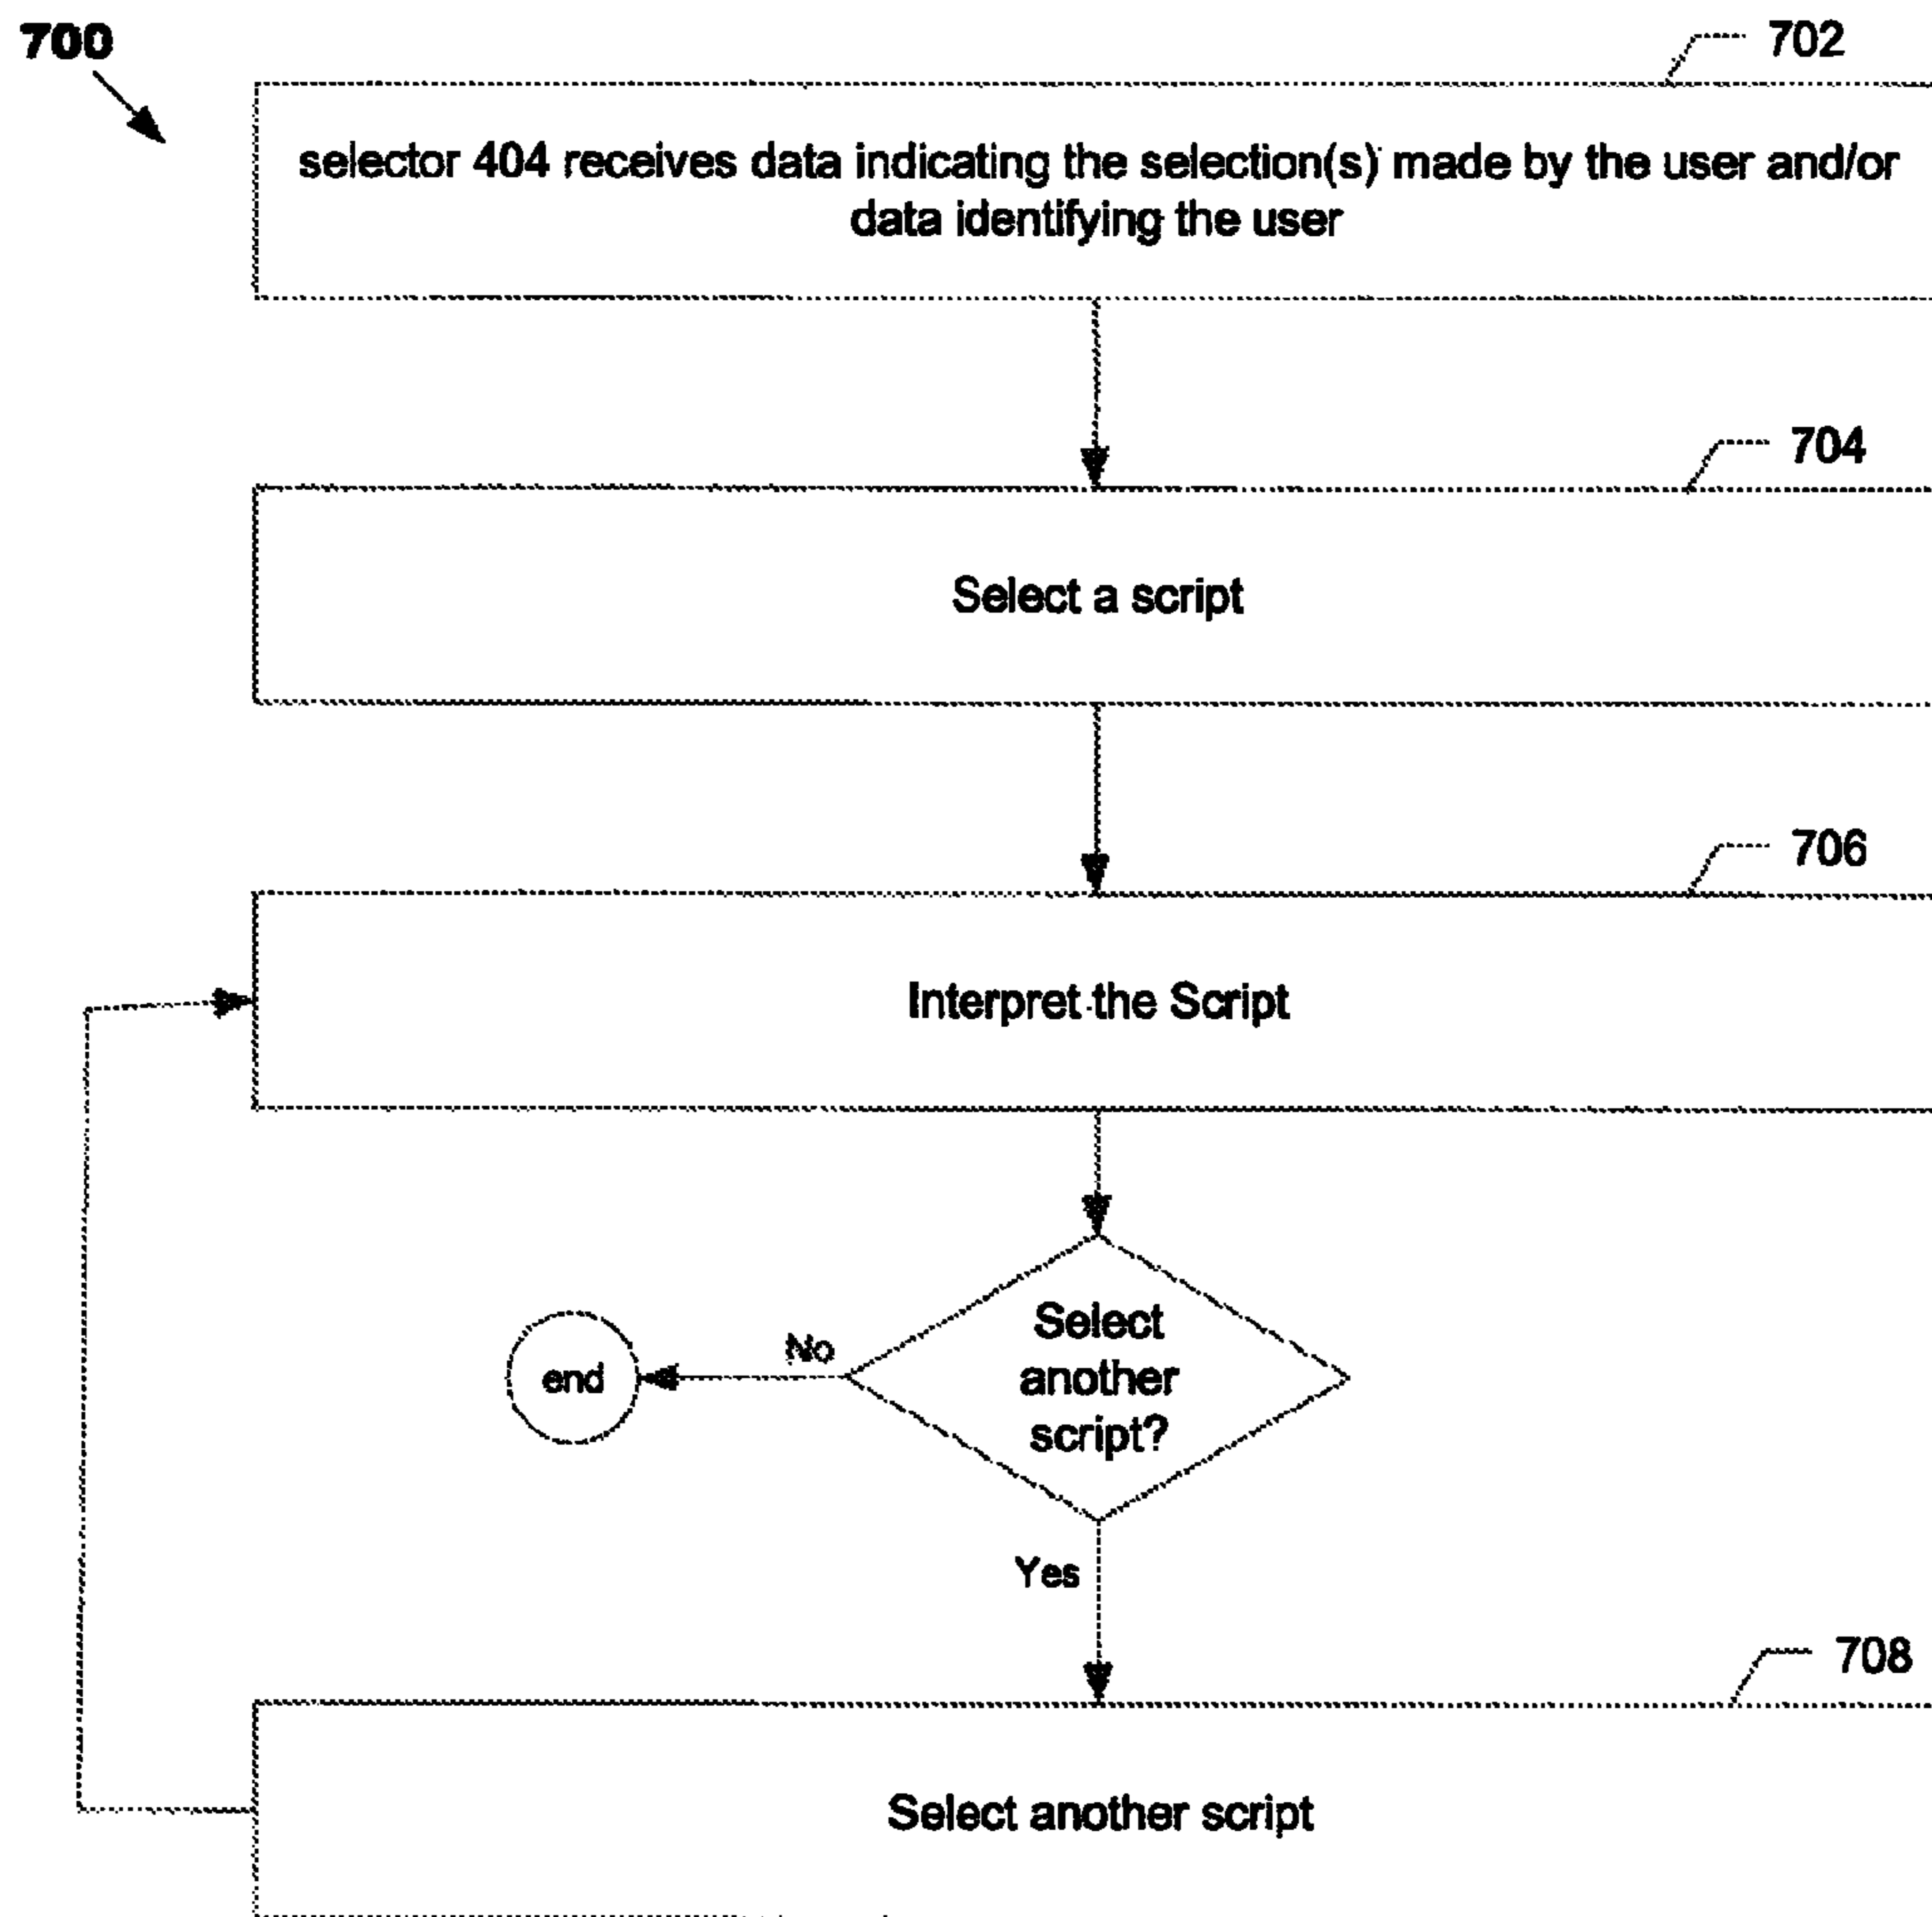 700
702
selector 404 receives data indicating the selection(s) made by the user and/or
data identifying the user
704
Select a script
706
Interpret the Script
Select
another
script?
No
end
Yes
708
Select another script